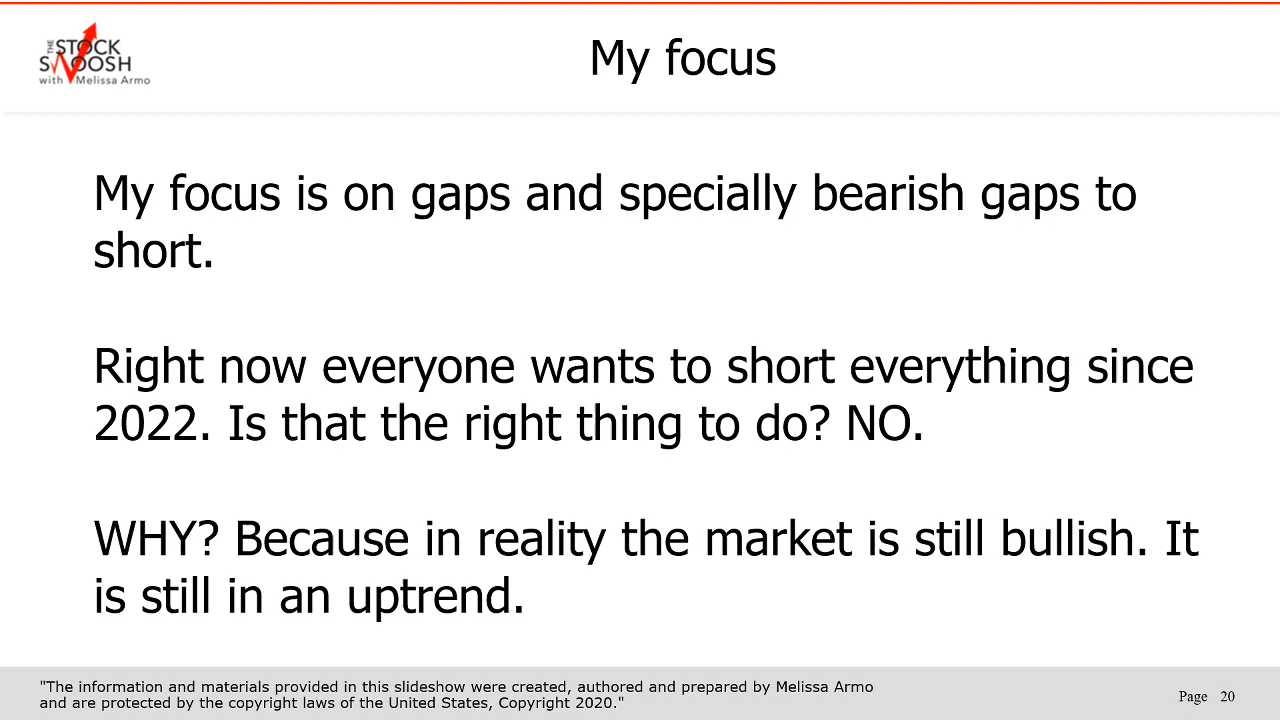 THE STOCK
SWOOSH
with Melissa Armo
My focus
My focus is on gaps and specially bearish gaps to
short.
Right now everyone wants to short everything since
2022. Is that the right thing to do? NO.
WHY? Because in reality the market is still bullish. It
is still in an uptrend.
"The information and materials provided in this slideshow were created, authored and prepared by Melissa Armo
and are protected by the copyright laws of the United States, Copyright 2020."
Page 20